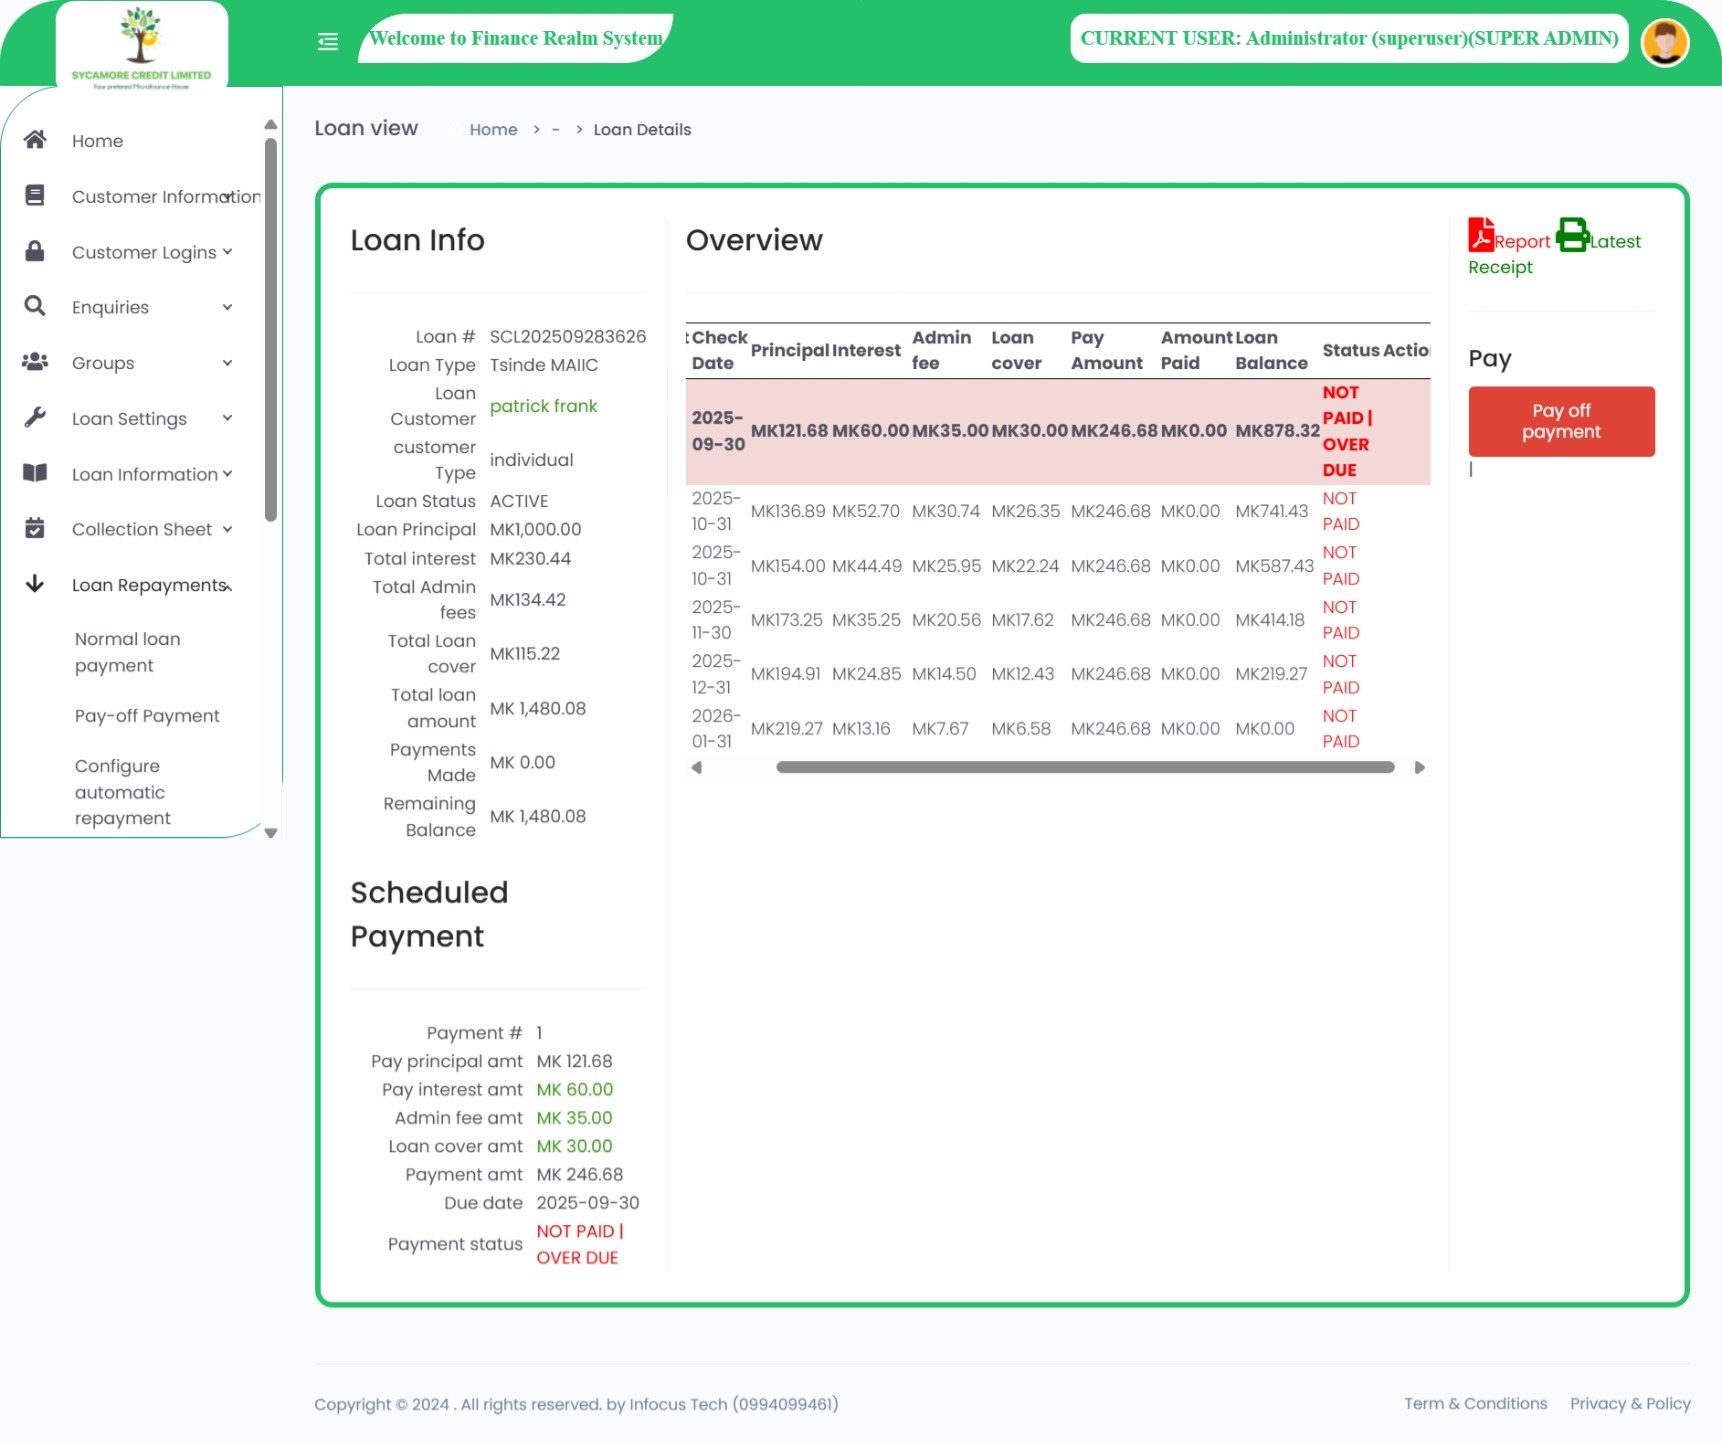 SYCAMORE CREDIT LIMITED
Your prefered Microfinance House
Welcome to Finance Realm System
CURRENT USER: Administrator (superuser)(SUPER ADMIN)
Home
Customer Information
Customer Logins
Enquiries
Groups
Loan Settings
Loan Information
Collection Sheet
Loan Repayments
Normal loan
payment
Pay-off Payment
Configure
automatic
repayment
Loan view
Home > - > Loan Details
Loan Info
Loan # SCL202509283626
Loan Type Tsinde MAIIC
Loan
Customer patrick frank
customer
Type individual
Loan Status ACTIVE
Loan Principal MK1,000.00
Total interest MK230.44
Total Admin
fees MK134.42
Total Loan
cover MK115.22
Total loan
amount MK 1,480.08
Payments
Made MK 0.00
Remaining
Balance MK 1,480.08
Scheduled
Payment
Payment # 1
Pay principal amt MK 121.68
Pay interest amt MK 60.00
Admin fee amt MK 35.00
Loan cover amt MK 30.00
Payment amt MK 246.68
Due date 2025-09-30
Payment status NOT PAID |
OVER DUE
Overview
t Check Date Principal Interest Admin fee Loan cover Pay Amount Amount Paid Loan Balance Status Actio
2025-09-30 MK121.68 MK60.00 MK35.00 MK30.00 MK246.68 MK0.00 MK878.32 NOT PAID | OVER DUE
2025-10-31 MK136.89 MK52.70 MK30.74 MK26.35 MK246.68 MK0.00 MK741.43 NOT PAID
2025-10-31 MK154.00 MK44.49 MK25.95 MK22.24 MK246.68 MK0.00 MK587.43 NOT PAID
2025-11-30 MK173.25 MK35.25 MK20.56 MK17.62 MK246.68 MK0.00 MK414.18 NOT PAID
2025-12-31 MK194.91 MK24.85 MK14.50 MK12.43 MK246.68 MK0.00 MK219.27 NOT PAID
2026-01-31 MK219.27 MK13.16 MK7.67 MK6.58 MK246.68 MK0.00 MK0.00 NOT PAID
Report Latest
Receipt
Pay
Pay off
payment
|
Copyright © 2024 . All rights reserved. by Infocus Tech (0994099461)
Term & Conditions Privacy & Policy